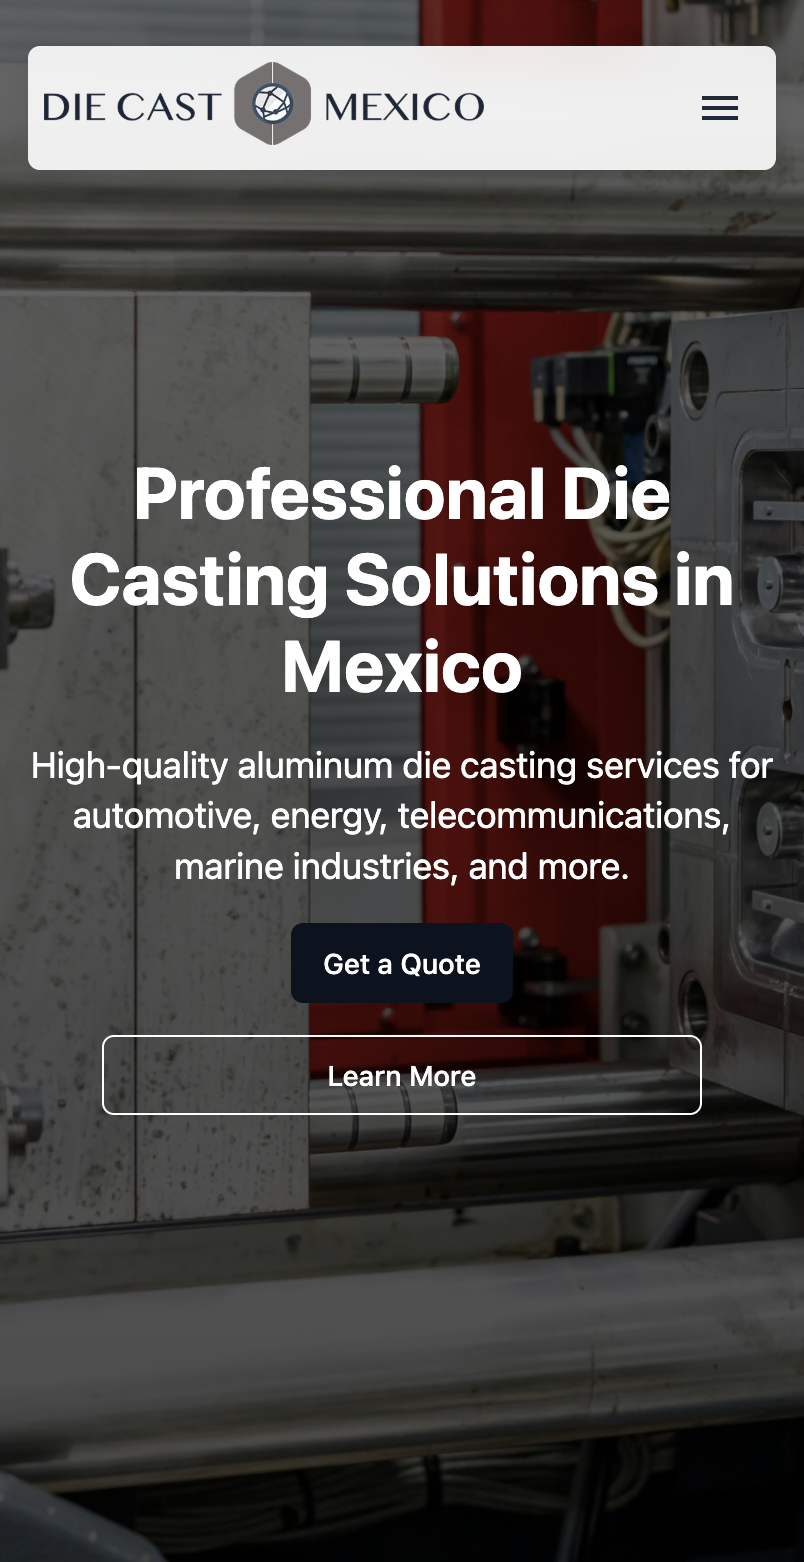 DIE CAST MEXICO
Professional Die
Casting Solutions in
Mexico
High-quality aluminum die casting services for
automotive, energy, telecommunications,
marine industries, and more.
Get a Quote
Learn More